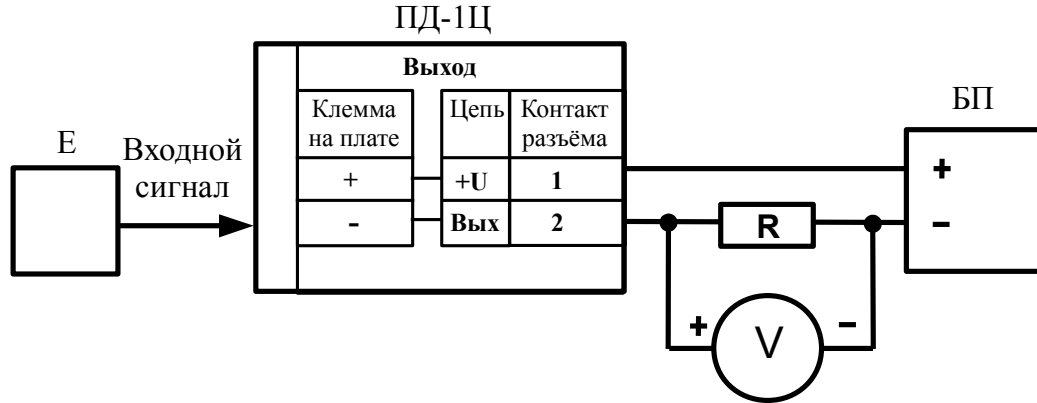 ПД-1Ц
Выход
Клемма
на плате
Цепь
Контакт
разъёма
+
+U
1
-
Вых
2
Е
Входной
сигнал
БП
+
-
R
+
V
-